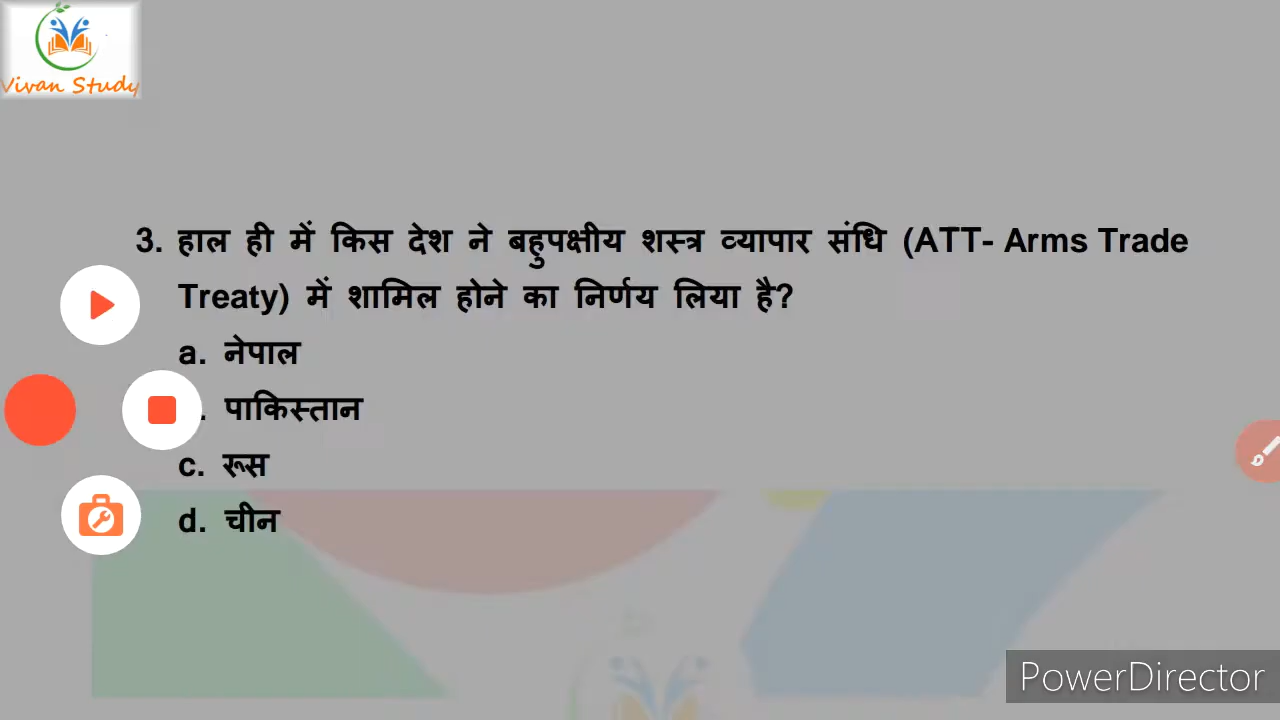 Vivan Study
3. हाल ही में किस देश ने बहुपक्षीय शस्त्र व्यापार संधि (ATT- Arms Trade
Treaty) में शामिल होने का निर्णय लिया है?
a. नेपाल
. पाकिस्तान
c. रूस
d. चीन
PowerDirector